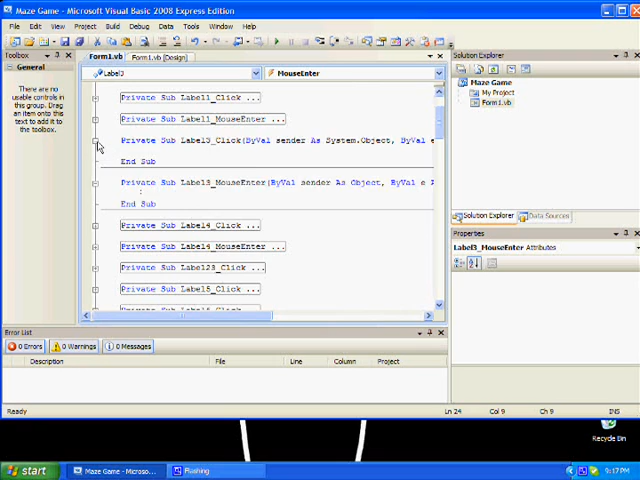 Maze Game - Microsoft Visual Basic 2008 Express Edition
File Edit View Project Build Debug Data Tools Window Help
Toolbox
General
There are no usable controls in this group. Drag an item onto this text to add it to the toolbox.
Form1.vb Form1.vb [Design]
Label3 MouseEnter
Private Sub Label1_Click ...
Private Sub Label1_MouseEnter ...
Private Sub Label3_Click(ByVal sender As System.Object, ByVal e
End Sub
Private Sub Label3_MouseEnter(ByVal sender As Object, ByVal e A
End Sub
Private Sub Label4_Click ...
Private Sub Label4_MouseEnter ...
Private Sub Label23_Click ...
Private Sub Label5_Click ...
Solution Explorer
Maze Game
My Project
Form1.vb
Solution Explorer Data Sources
Properties
Label3_MouseEnter Attributes
Error List
0 Errors 0 Warnings 0 Messages
Description File Line Column Project
Ready Ln 24 Col 9 Ch 9 INS
Recycle Bin
start Maze Game - Microso... Flashing 9:17 PM